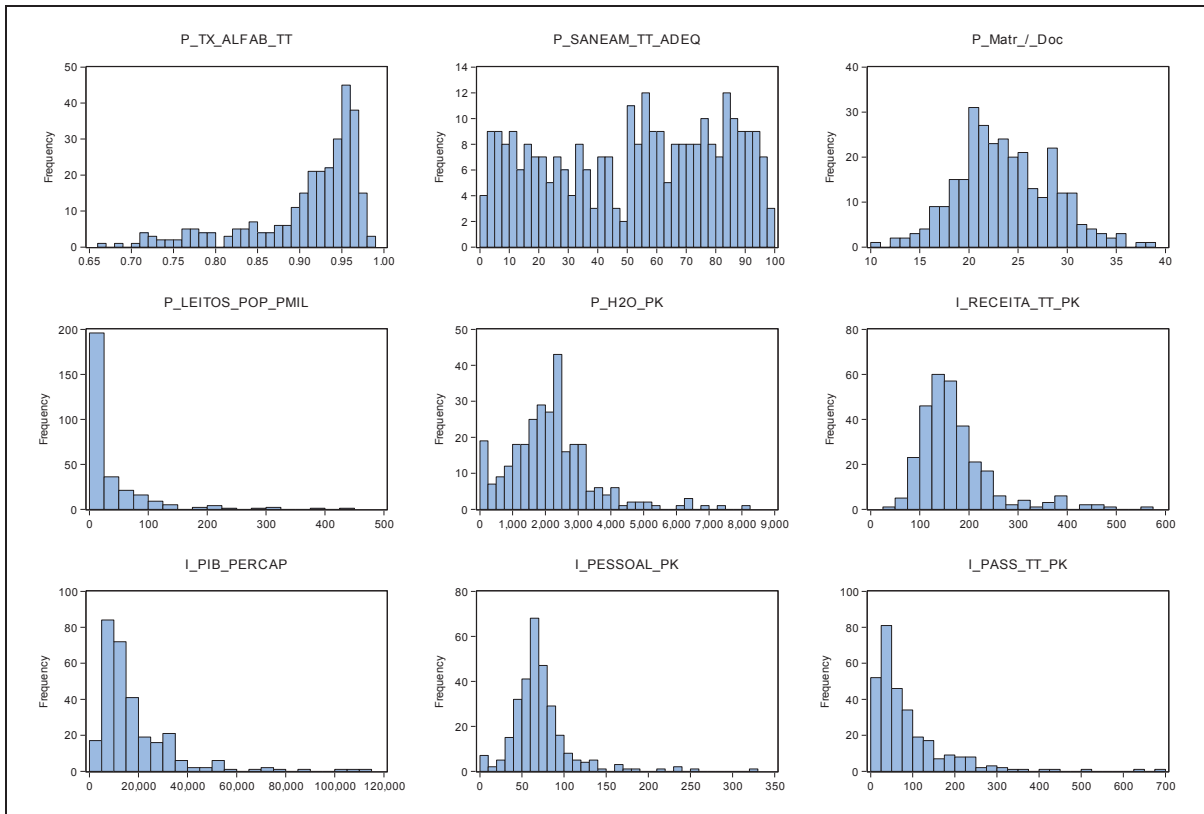 P_TX_ALFAB_TT
50
40
30
20
10
0
Frequency
0.65 0.70 0.75 0.80 0.85 0.90 0.95 1.00
P_SANEAM_TT_ADEQ
14
12
10
8
6
4
2
0
Frequency
0 10 20 30 40 50 60 70 80 90 100
P_Matr_/_Doc
40
30
20
10
0
Frequency
10 15 20 25 30 35 40
P_LEITOS_POP_PMIL
200
150
100
50
0
Frequency
0 100 200 300 400 500
P_H2O_PK
50
40
30
20
10
0
Frequency
0 1,000 2,000 3,000 4,000 5,000 6,000 7,000 8,000 9,000
I_RECEITA_TT_PK
80
60
40
20
0
Frequency
0 100 200 300 400 500 600
I_PIB_PERCAP
100
80
60
40
20
0
Frequency
0 20,000 40,000 60,000 80,000 100,000 120,000
I_PESSOAL_PK
80
60
40
20
0
Frequency
0 50 100 150 200 250 300 350
I_PASS_TT_PK
100
80
60
40
20
0
Frequency
0 100 200 300 400 500 600 700